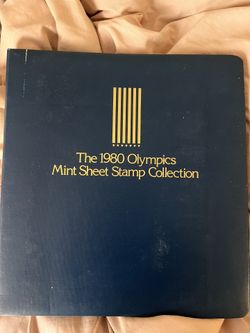 The 1980 Olympics
Mint Sheet Stamp Collection